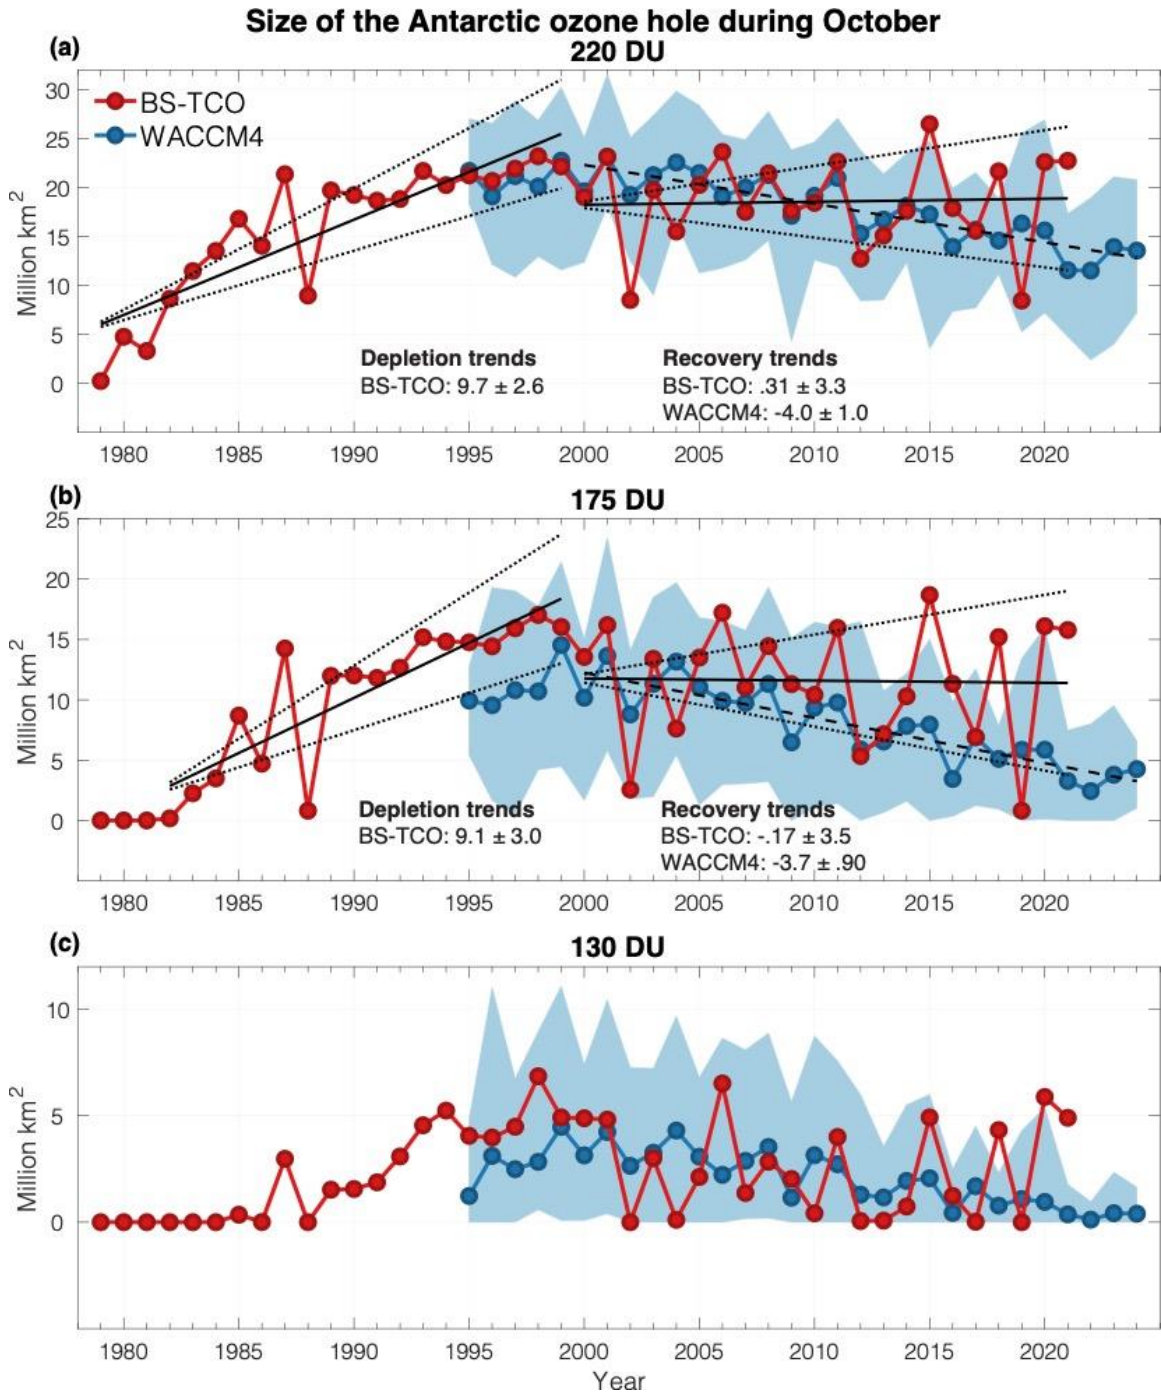 Size of the Antarctic ozone hole during October
(a)
220 DU
BS-TCO
WACCM4
30
25
20
15
10
5
0
Million km²
Depletion trends
BS-TCO: 9.7 ± 2.6
Recovery trends
BS-TCO: .31 ± 3.3
WACCM4: -4.0 ± 1.0
1980 1985 1990 1995 2000 2005 2010 2015 2020
(b)
175 DU
25
20
15
10
5
0
Million km²
Depletion trends
BS-TCO: 9.1 ± 3.0
Recovery trends
BS-TCO: -.17 ± 3.5
WACCM4: -3.7 ± .90
1980 1985 1990 1995 2000 2005 2010 2015 2020
(c)
130 DU
10
5
0
Million km²
1980 1985 1990 1995 2000 2005 2010 2015 2020
Year